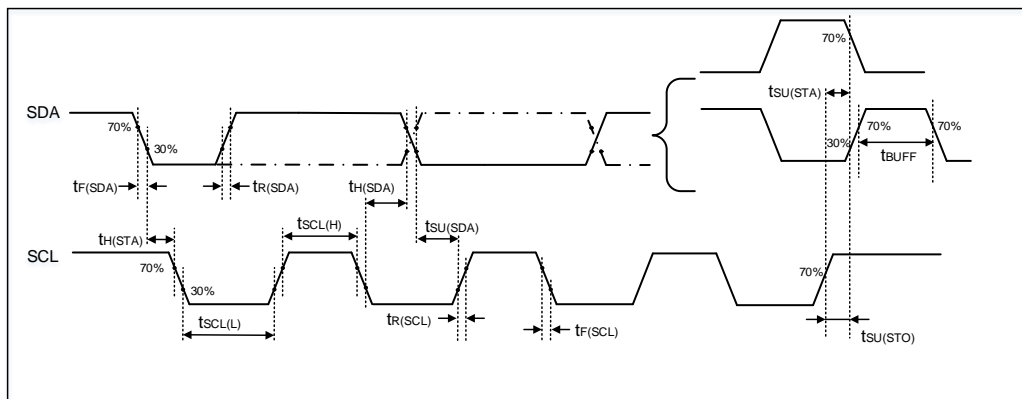 70%
tSU(STA)
SDA
70%
30%
30%
70%
70%
tBUFF
tF(SDA)
tR(SDA)
tH(SDA)
tSCL(H)
tSU(SDA)
tH(STA)
SCL
70%
30%
70%
tSCL(L)
tR(SCL)
tF(SCL)
tSU(STO)